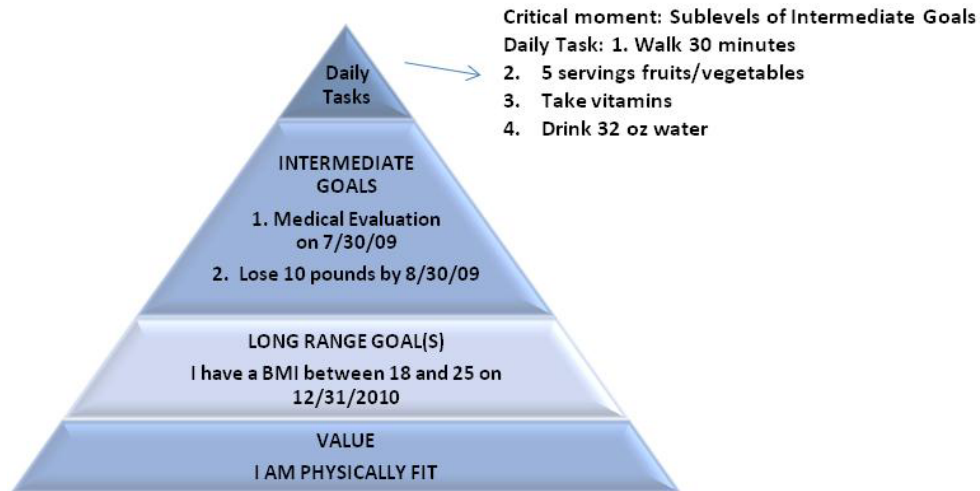 Critical moment: Sublevels of Intermediate Goals
Daily Task: 1. Walk 30 minutes
2. 5 servings fruits/vegetables
3. Take vitamins
4. Drink 32 oz water
Daily
Tasks
INTERMEDIATE
GOALS
1. Medical Evaluation
on 7/30/09
2. Lose 10 pounds by 8/30/09
LONG RANGE GOAL(S)
I have a BMI between 18 and 25 on
12/31/2010
VALUE
I AM PHYSICALLY FIT